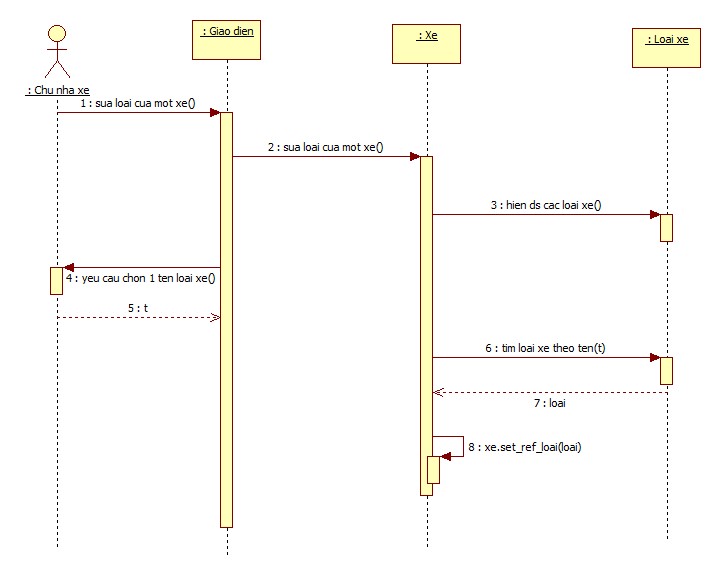 : Giao dien
: Xe
: Loai xe
: Chu nha xe
1 : sua loai cua mot xe()
2 : sua loai cua mot xe()
3 : hien ds cac loai xe()
4 : yeu cau chon 1 ten loai xe()
5 : t
6 : tim loai xe theo ten(t)
7 : loai
8 : xe.set_ref_loai(loai)